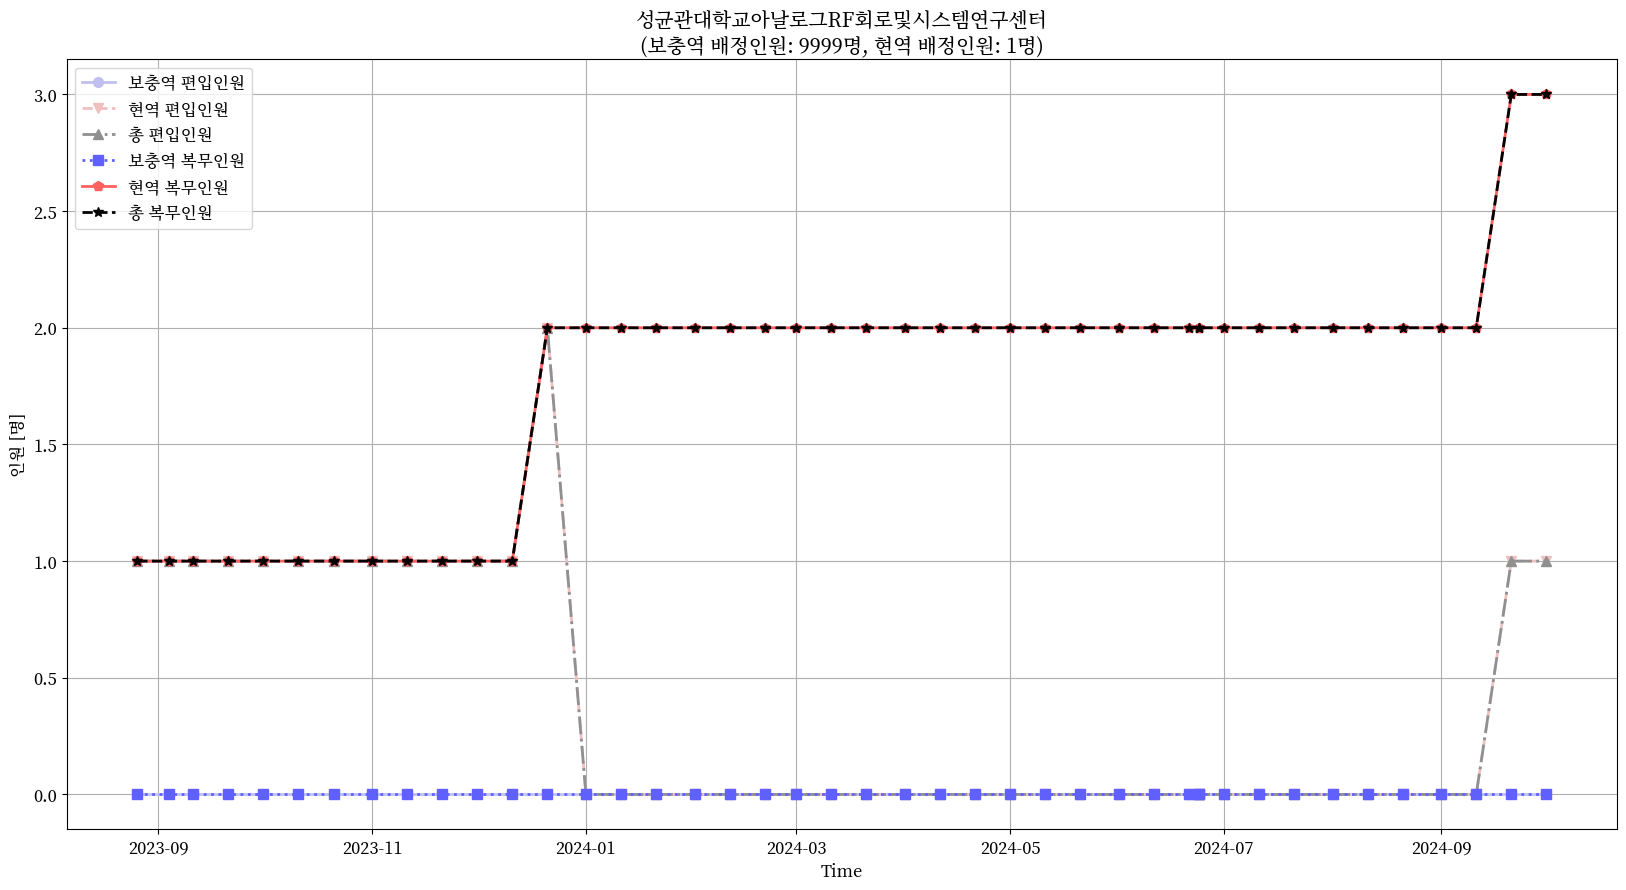 성균관대학교아날로그RF회로및시스템연구센터
(보충역 배정인원: 9999명, 현역 배정인원: 1명)
보충역 편입인원
현역 편입인원
총 편입인원
보충역 복무인원
현역 복무인원
총 복무인원
3.0
2.5
2.0
1.5
1.0
0.5
0.0
인원 [명]
2023-09
2023-11
2024-01
2024-03
2024-05
2024-07
2024-09
Time